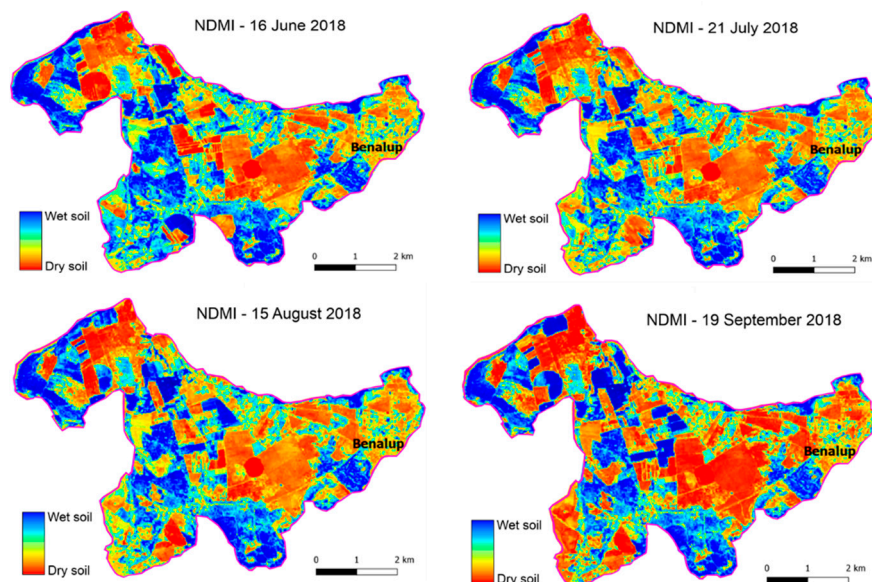 NDMI - 16 June 2018
Benalup
Wet soil
Dry soil
0 1 2 km
NDMI - 21 July 2018
Benalup
Wet soil
Dry soil
0 1 2 km
NDMI - 15 August 2018
Benalup
Wet soil
Dry soil
0 1 2 km
NDMI - 19 September 2018
Benalup
Wet soil
Dry soil
0 1 2 km